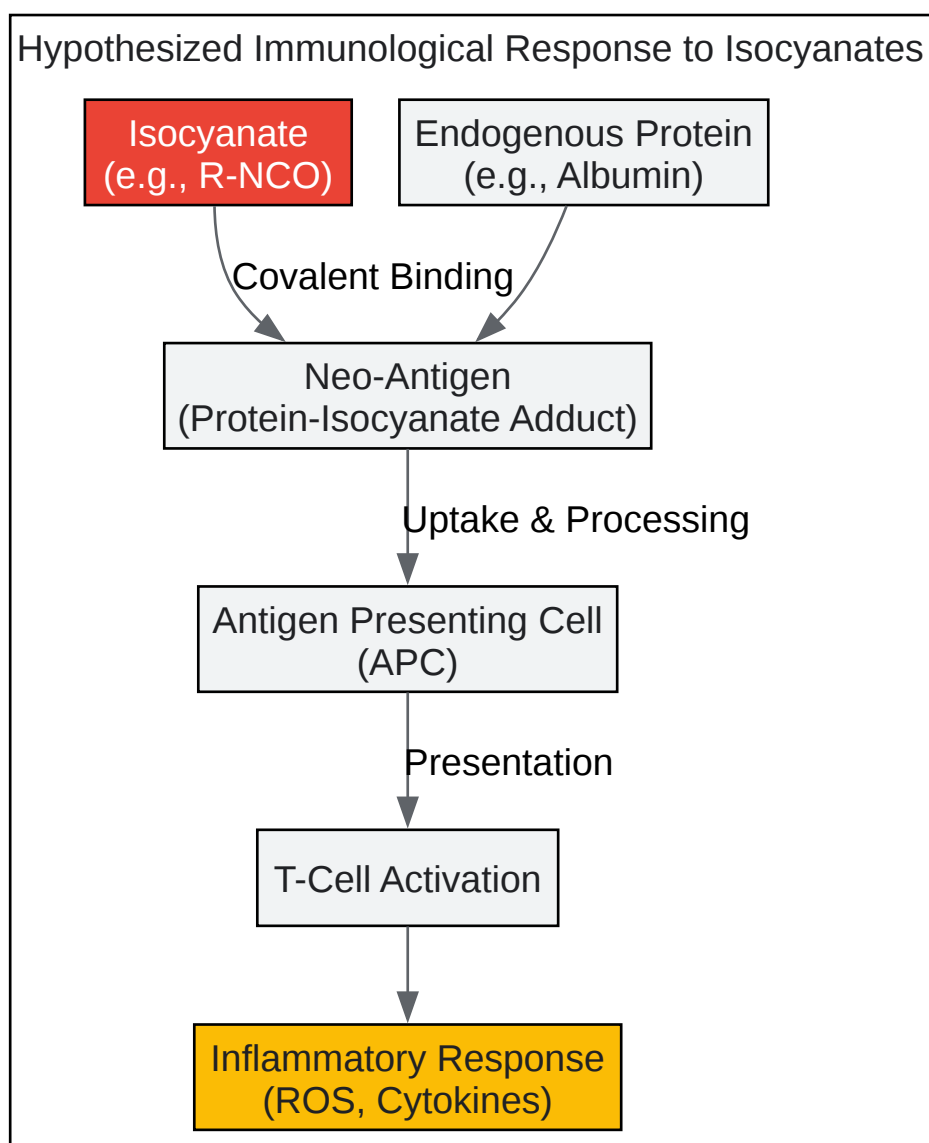 Hypothesized Immunological Response to Isocyanates
Isocyanate
(e.g., R-NCO)
Endogenous Protein
(e.g., Albumin)
Covalent Binding
Neo-Antigen
(Protein-Isocyanate Adduct)
Uptake & Processing
Antigen Presenting Cell
(APC)
Presentation
T-Cell Activation
Inflammatory Response
(ROS, Cytokines)